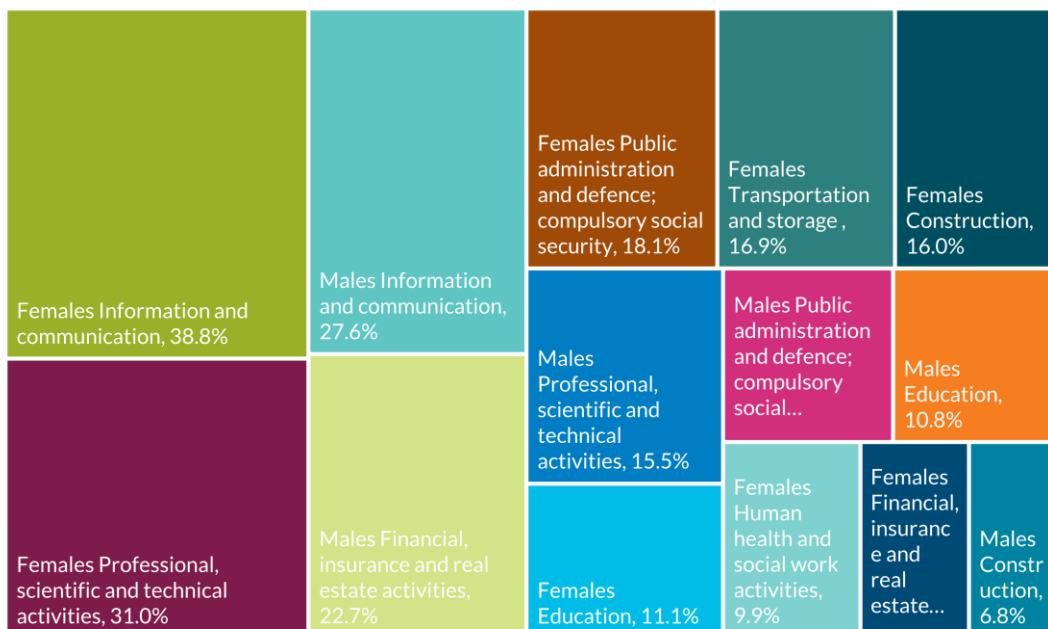 Females Information and
communication, 38.8%
Females Professional,
scientific and technical
activities, 31.0%
Males Information
and communication,
27.6%
Males Financial,
insurance and real
estate activities,
22.7%
Females Public
administration
and defence;
compulsory social
security, 18.1%
Females
Transportation
and storage ,
16.9%
Females
Construction,
16.0%
Males
Professional,
scientific and
technical
activities, 15.5%
Males Public
administration
and defence;
compulsory
social...
Males
Education,
10.8%
Females
Education, 11.1%
Females
Human
health and
social work
activities,
9.9%
Females
Financial,
insuranc
e and
real
estate...
Males
Constr
uction,
6.8%